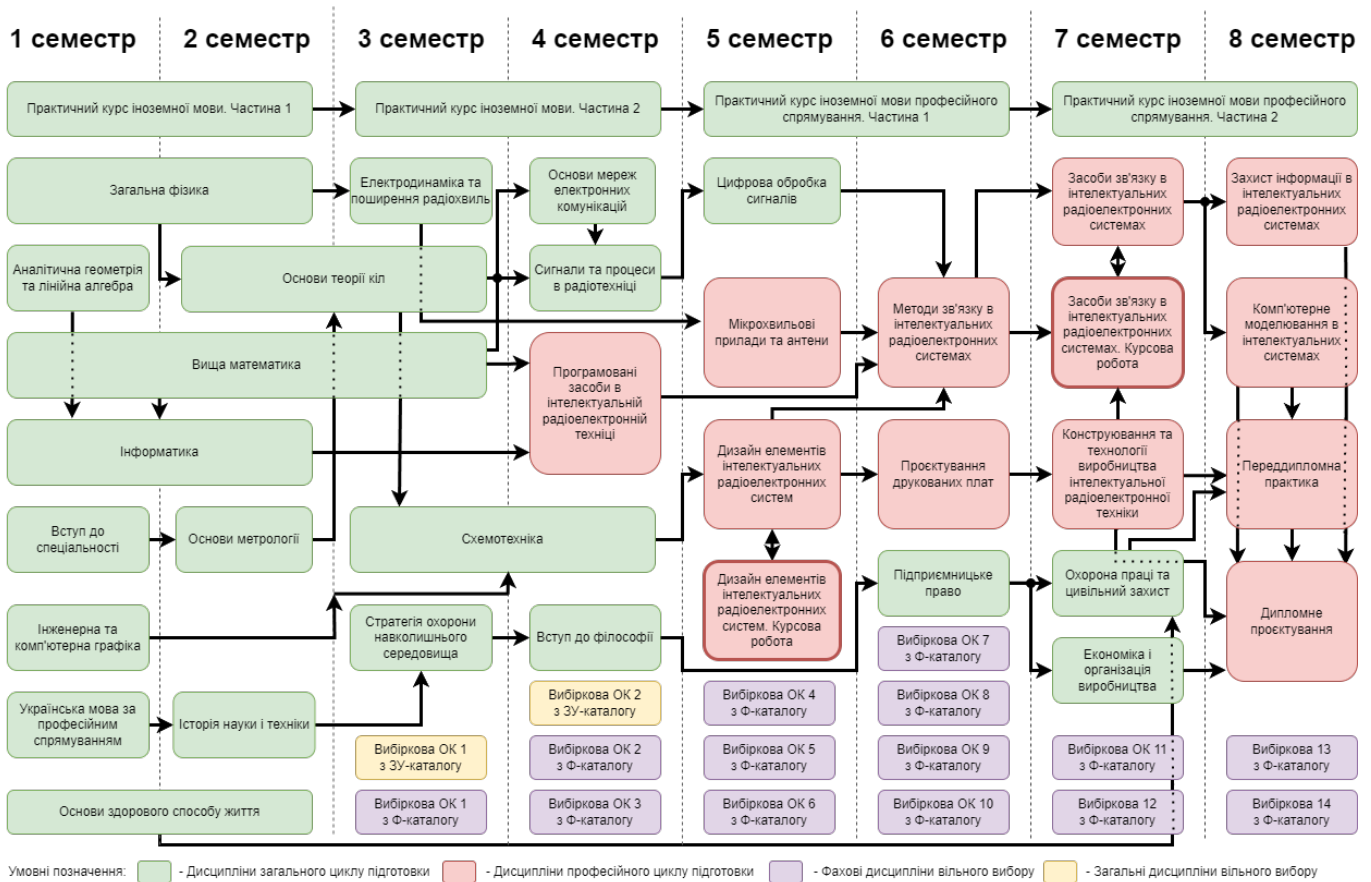 1 семестр
2 семестр
3 семестр
4 семестр
5 семестр
6 семестр
7 семестр
8 семестр
Практичний курс іноземної мови. Частина 1
Практичний курс іноземної мови. Частина 2
Практичний курс іноземної мови професійного
спрямування. Частина 1
Практичний курс іноземної мови професійного
спрямування. Частина 2
Загальна фізика
Електродинаміка та
поширення радіохвиль
Основи мереж
електронних
комунікацій
Цифрова обробка
сигналів
Засоби зв'язку в
інтелектуальних
радіоелектронних
системах
Захист інформації в
інтелектуальних
радіоелектронних
системах
Аналітична геометрія
та лінійна алгебра
Основи теорії кіл
Сигнали та процеси
в радіотехніці
Мікрохвильові
прилади та антени
Методи зв'язку в
інтелектуальних
радіоелектронних
системах
Засоби зв'язку в
інтелектуальних
радіоелектронних
системах. Курсова
робота
Комп'ютерне
моделювання в
інтелектуальних
системах
Вища математика
Програмовані
засоби в
інтелектуальній
радіоелектронній
техніці
Інформатика
Дизайн елементів
інтелектуальних
радіоелектронних
систем
Проєктування
друкованих плат
Конструювання та
технології
виробництва
інтелектуальної
радіоелектронної
техніки
Переддипломна
практика
Вступ до
спеціальності
Основи метрології
Схемотехніка
Дизайн елементів
інтелектуальних
радіоелектронних
систем. Курсова
робота
Підприємницьке
право
Охорона праці та
цивільний захист
Дипломне
проєктування
Інженерна та
комп'ютерна графіка
Стратегія охорони
навколишнього
середовища
Вступ до філософії
Вибіркова ОК 7
з Ф-каталогу
Економіка і
організація
виробництва
Українська мова за
професійним
спрямуванням
Історія науки і техніки
Вибіркова ОК 2
з ЗУ-каталогу
Вибіркова ОК 4
з Ф-каталогу
Вибіркова ОК 8
з Ф-каталогу
Вибіркова ОК 1
з ЗУ-каталогу
Вибіркова ОК 2
з Ф-каталогу
Вибіркова ОК 5
з Ф-каталогу
Вибіркова ОК 9
з Ф-каталогу
Вибіркова ОК 11
з Ф-каталогу
Вибіркова 13
з Ф-каталогу
Основи здорового способу життя
Вибіркова ОК 1
з Ф-каталогу
Вибіркова ОК 3
з Ф-каталогу
Вибіркова ОК 6
з Ф-каталогу
Вибіркова ОК 10
з Ф-каталогу
Вибіркова 12
з Ф-каталогу
Вибіркова 14
з Ф-каталогу
Умовні позначення: - Дисципліни загального циклу підготовки - Дисципліни професійного циклу підготовки - Фахові дисципліни вільного вибору - Загальні дисципліни вільного вибору